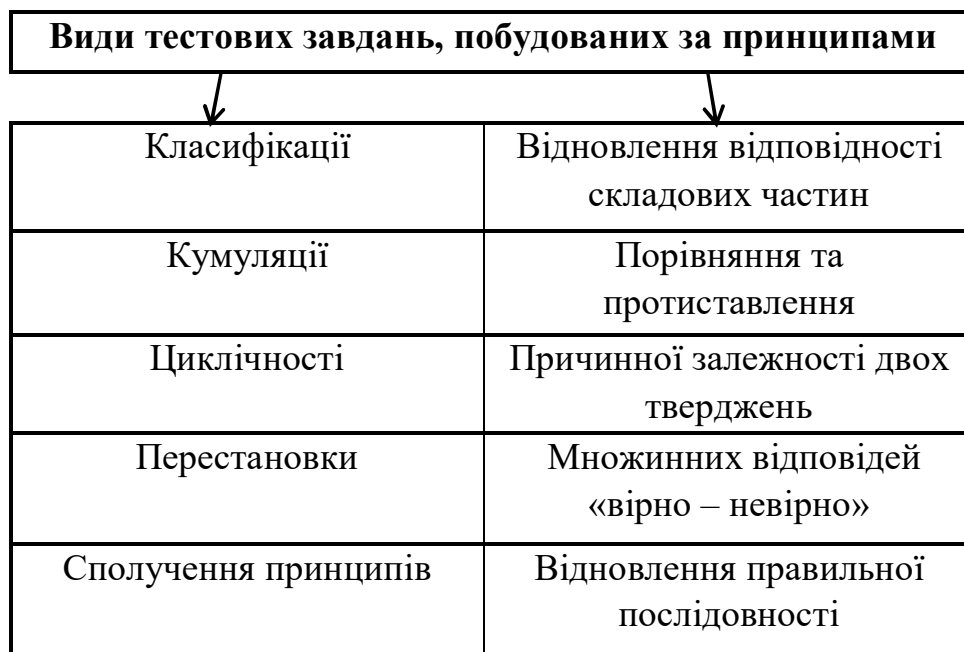 Види тестових завдань, побудованих за принципами
Класифікації
Відновлення відповідності
складових частин
Кумуляції
Порівняння та
протиставлення
Циклічності
Причинної залежності двох
тверджень
Перестановки
Множинних відповідей
«вірно – невірно»
Сполучення принципів
Відновлення правильної
послідовності